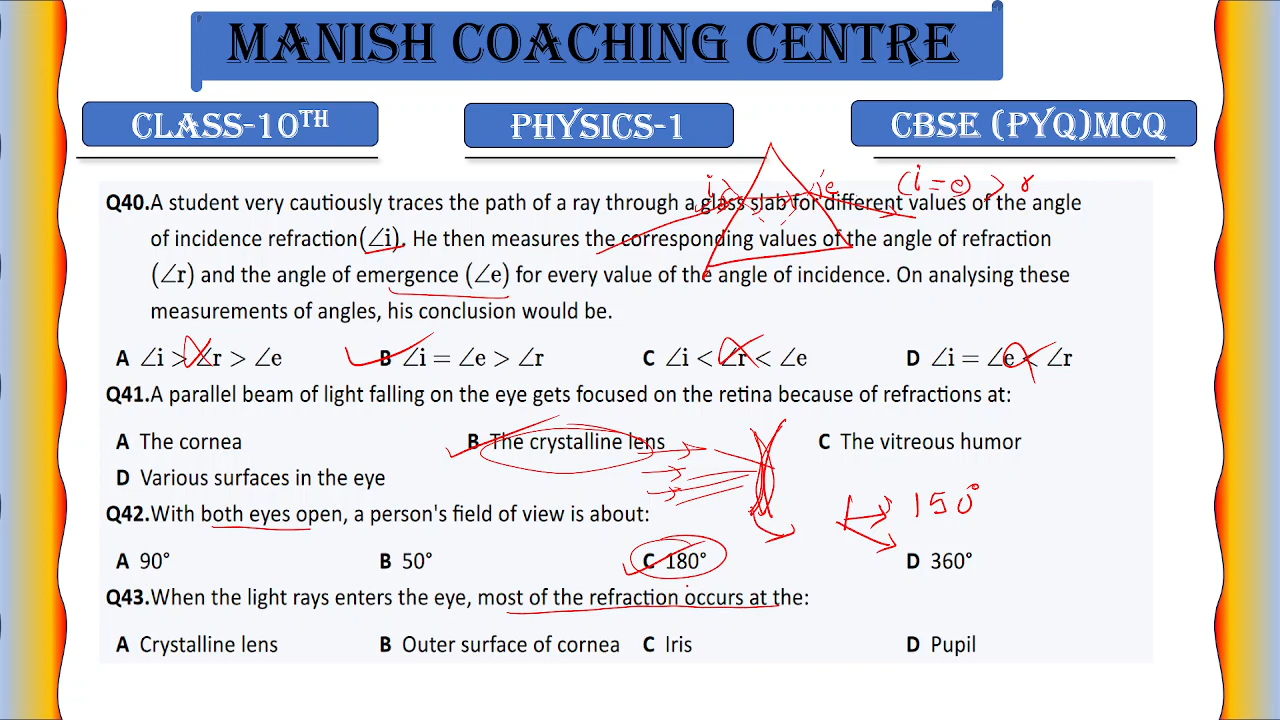 MANISH COACHING CENTRE
CLASS-10TH
PHYSICS-1
CBSE (PYQ)MCQ
i
e
(i = e) > r
Q40.A student very cautiously traces the path of a ray through a glass slab for different values of the angle
of incidence refraction(∠i). He then measures the corresponding values of the angle of refraction
(∠r) and the angle of emergence (∠e) for every value of the angle of incidence. On analysing these
measurements of angles, his conclusion would be.
A ∠i > ∠r > ∠e B ∠i = ∠e > ∠r C ∠i < ∠r < ∠e D ∠i = ∠e < ∠r
Q41.A parallel beam of light falling on the eye gets focused on the retina because of refractions at:
A The cornea B The crystalline lens C The vitreous humor
D Various surfaces in the eye
150°
Q42.With both eyes open, a person's field of view is about:
A 90° B 50° C 180° D 360°
Q43.When the light rays enters the eye, most of the refraction occurs at the:
A Crystalline lens B Outer surface of cornea C Iris D Pupil